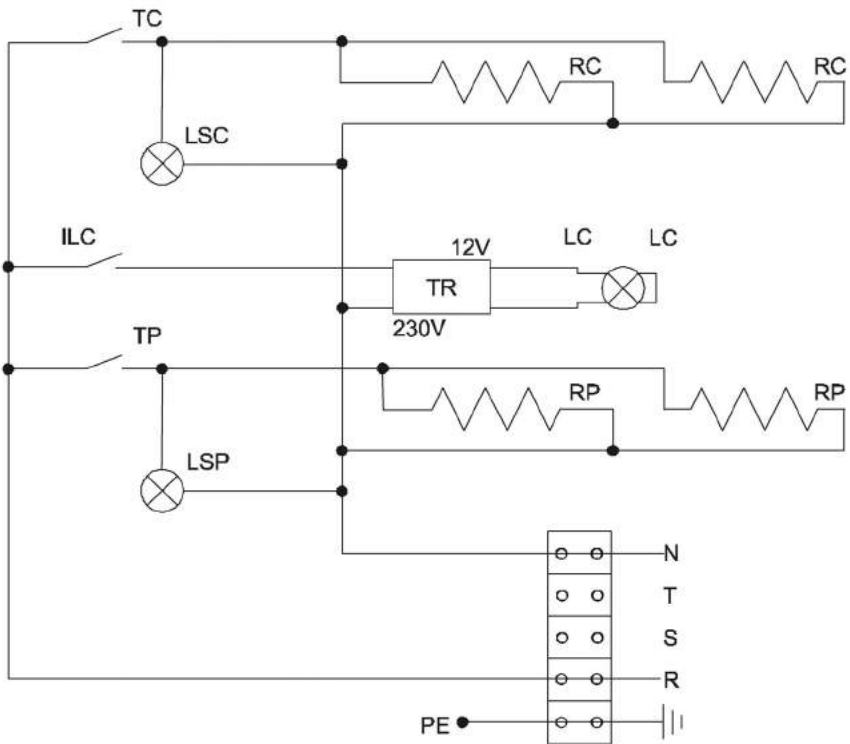 TC
RC RC
LSC
ILC 12V LC LC
TR
230V
TP
RP RP
LSP
N
T
S
R
PE